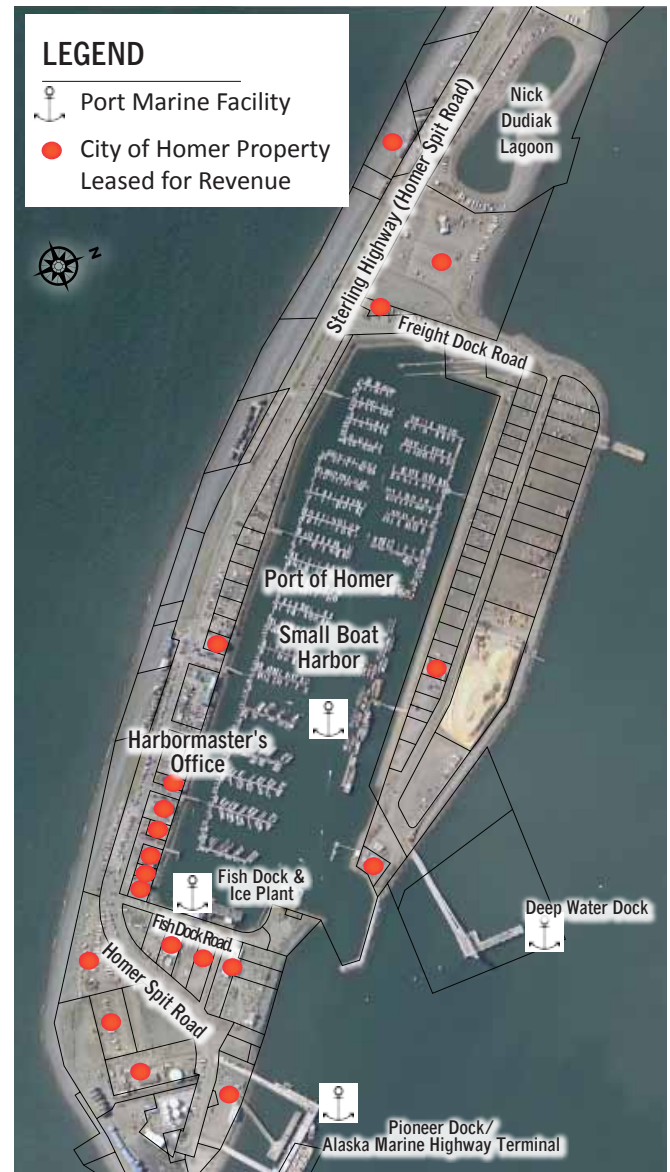 LEGEND
Port Marine Facility
City of Homer Property
Leased for Revenue
N
Nick
Dudiak
Lagoon
Sterling Highway (Homer Spit Road)
Freight Dock Road
Port of Homer
Small Boat
Harbor
Harbormaster's
Office
Fish Dock &
Ice Plant
Fish Dock Road.
Deep Water Dock
Homer Spit Road
Pioneer Dock/
Alaska Marine Highway Terminal